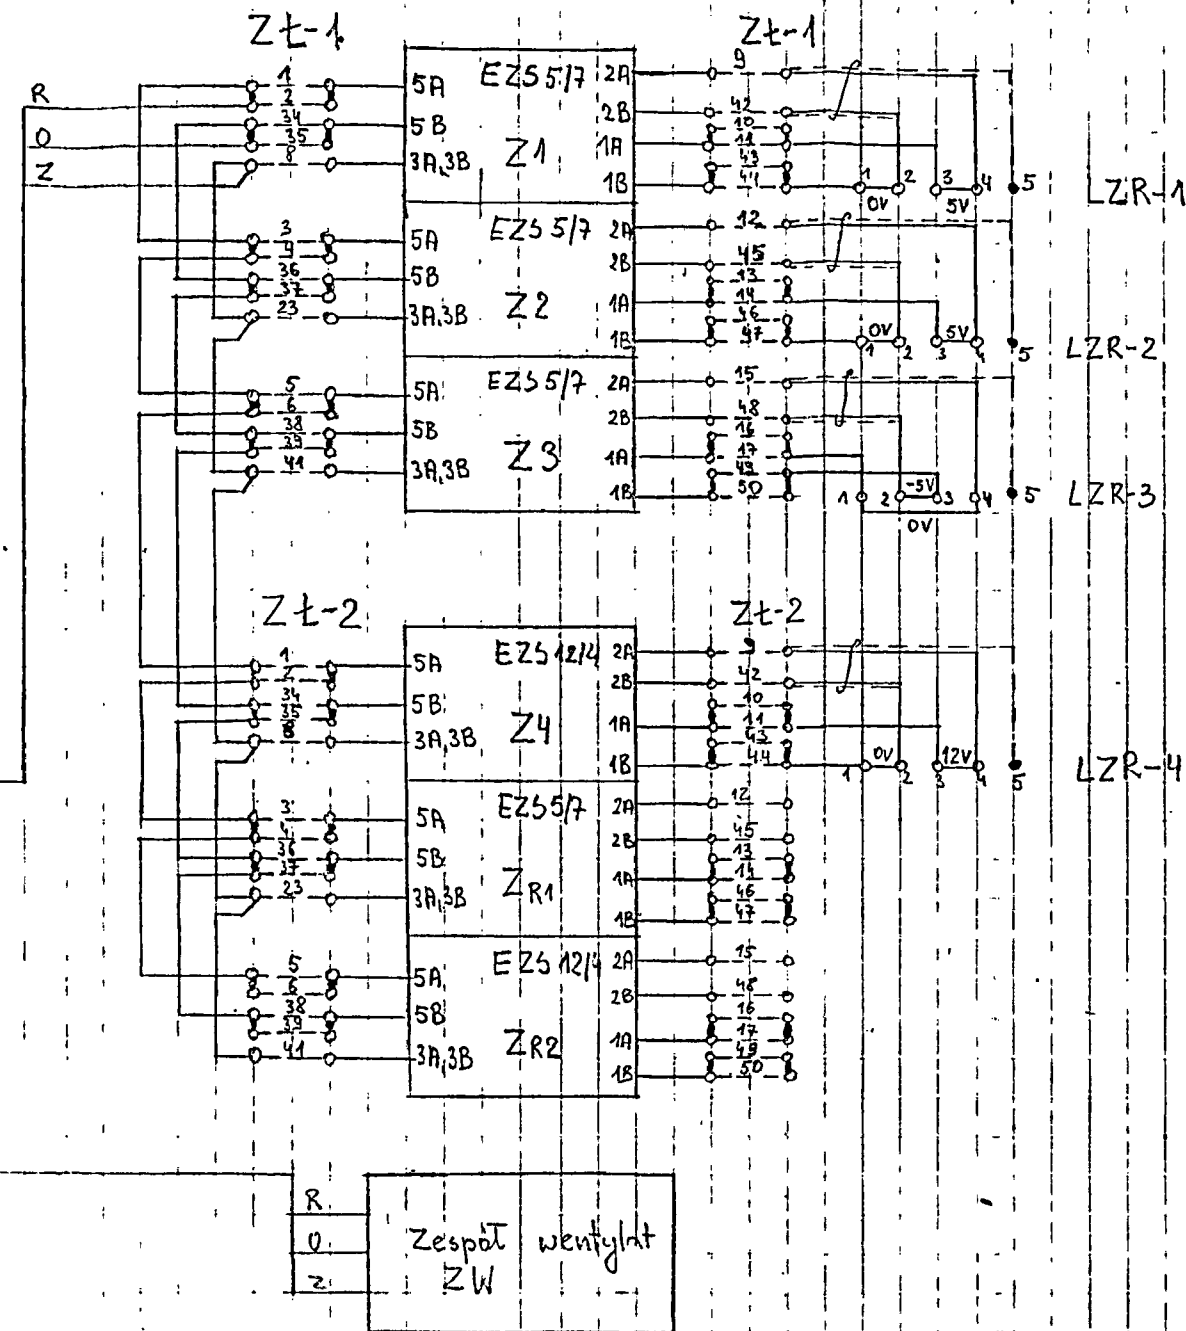 Zł-1
Zł-1
R
O
Z
1
2
34
35
8
5A
5B
3A,3B
EZS 5/7
Z1
2A
2B
1A
1B
9
42
10
11
43
44
1
2
3
4
5
0V
5V
LZR-1
3
4
36
37
23
5A
5B
3A,3B
EZS 5/7
Z2
2A
2B
1A
1B
12
45
13
14
46
47
0V
5V
1
2
3
4
5
LZR-2
5
6
38
39
41
5A
5B
3A,3B
EZS 5/7
Z3
2A
2B
1A
1B
15
48
16
17
49
50
1
2
-5V
3
4
5
0V
LZR-3
Zł-2
Zł-2
1
2
34
35
8
5A
5B
3A,3B
EZS 12/4
Z4
2A
2B
1A
1B
9
42
10
11
43
44
1
0V
2
12V
3
4
5
LZR-4
3
4
36
37
23
5A
5B
3A,3B
EZS 5/7
ZR1
2A
2B
1A
1B
12
45
13
14
46
47
5
6
38
39
41
5A
5B
3A,3B
EZS 12/4
ZR2
2A
2B
1A
1B
15
48
16
17
49
50
R
0
Z
Zespół wentylat
ZW